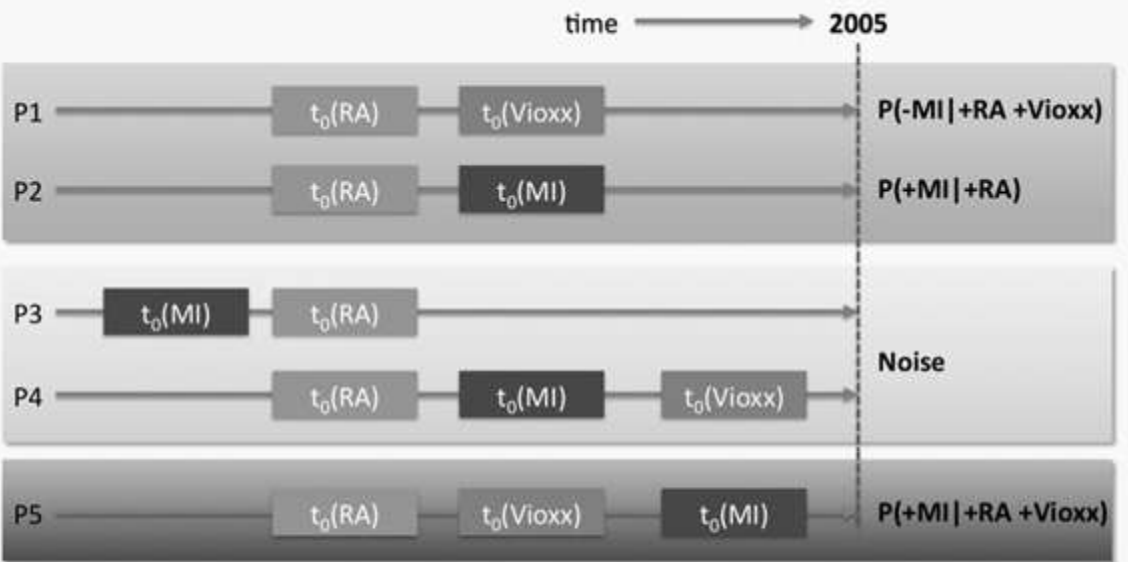 time 2005
P1 t₀(RA) t₀(Vioxx) P(-MI|+RA +Vioxx)
P2 t₀(RA) t₀(MI) P(+MI|+RA)
P3 t₀(MI) t₀(RA)
Noise
P4 t₀(RA) t₀(MI) t₀(Vioxx)
P5 t₀(RA) t₀(Vioxx) t₀(MI) P(+MI|+RA +Vioxx)